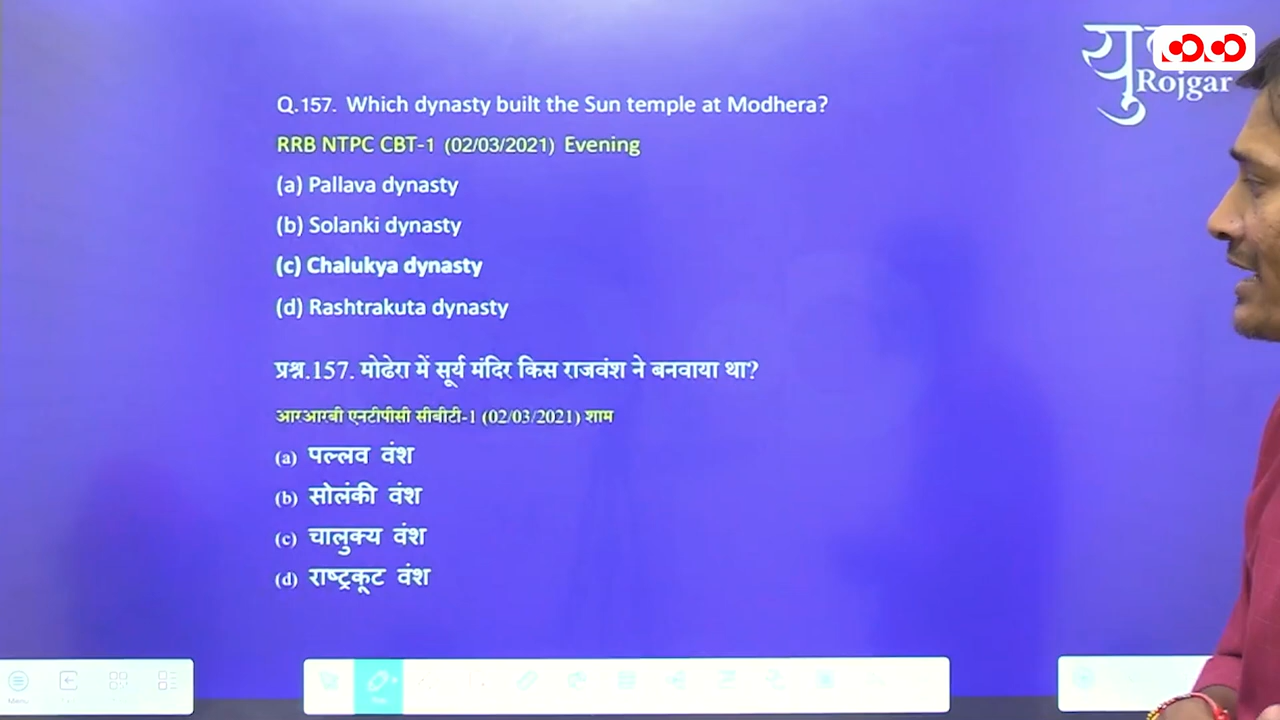 Rojgar
Q.157. Which dynasty built the Sun temple at Modhera?
RRB NTPC CBT-1 (02/03/2021) Evening
(a) Pallava dynasty
(b) Solanki dynasty
(c) Chalukya dynasty
(d) Rashtrakuta dynasty
प्रश्न.157. मोढेरा में सूर्य मंदिर किस राजवंश ने बनवाया था?
आरआरबी एनटीपीसी सीबीटी-1 (02/03/2021) शाम
(a) पल्लव वंश
(b) सोलंकी वंश
(c) चालुक्य वंश
(d) राष्ट्रकूट वंश